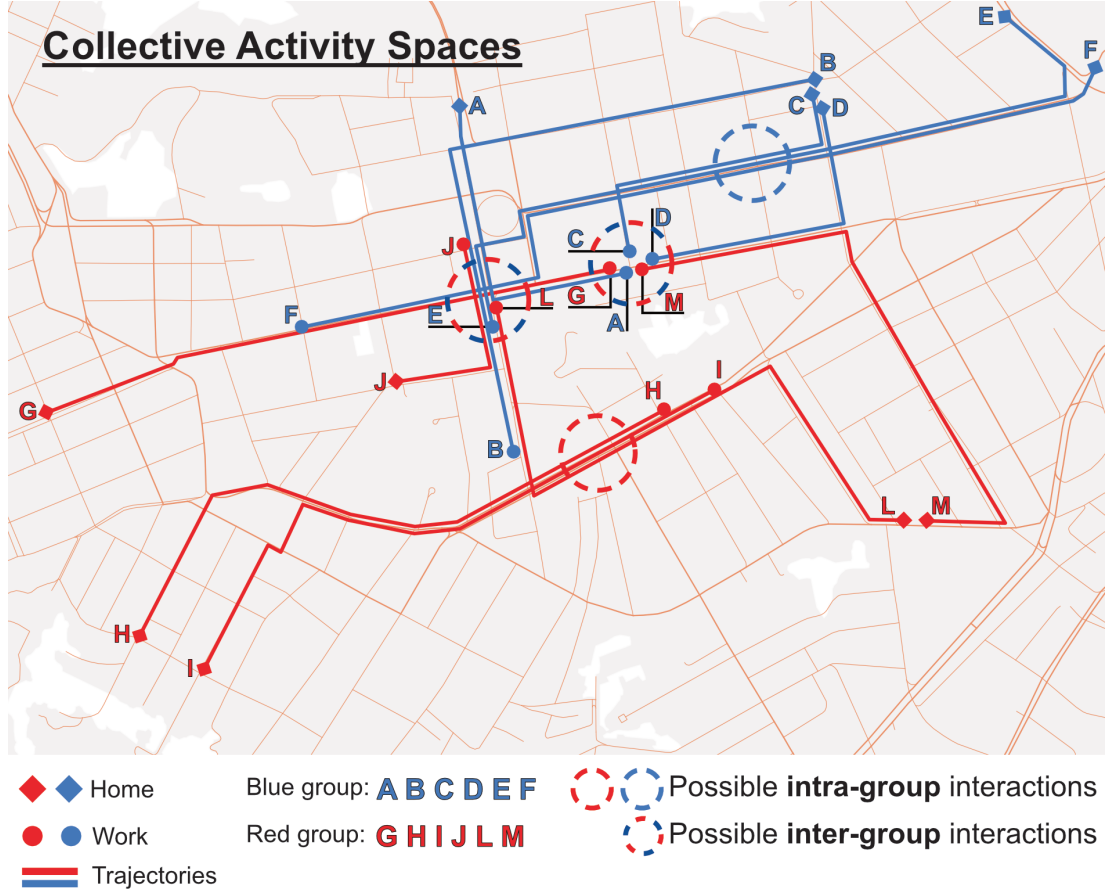 Collective Activity Spaces
E
F
B
C D
A
D
C
J
L
G
M
F
E
A
J
I
G
H
B
L M
H
I
Home
Blue group: A B C D E F
Possible intra-group interactions
Work
Red group: G H I J L M
Possible inter-group interactions
Trajectories